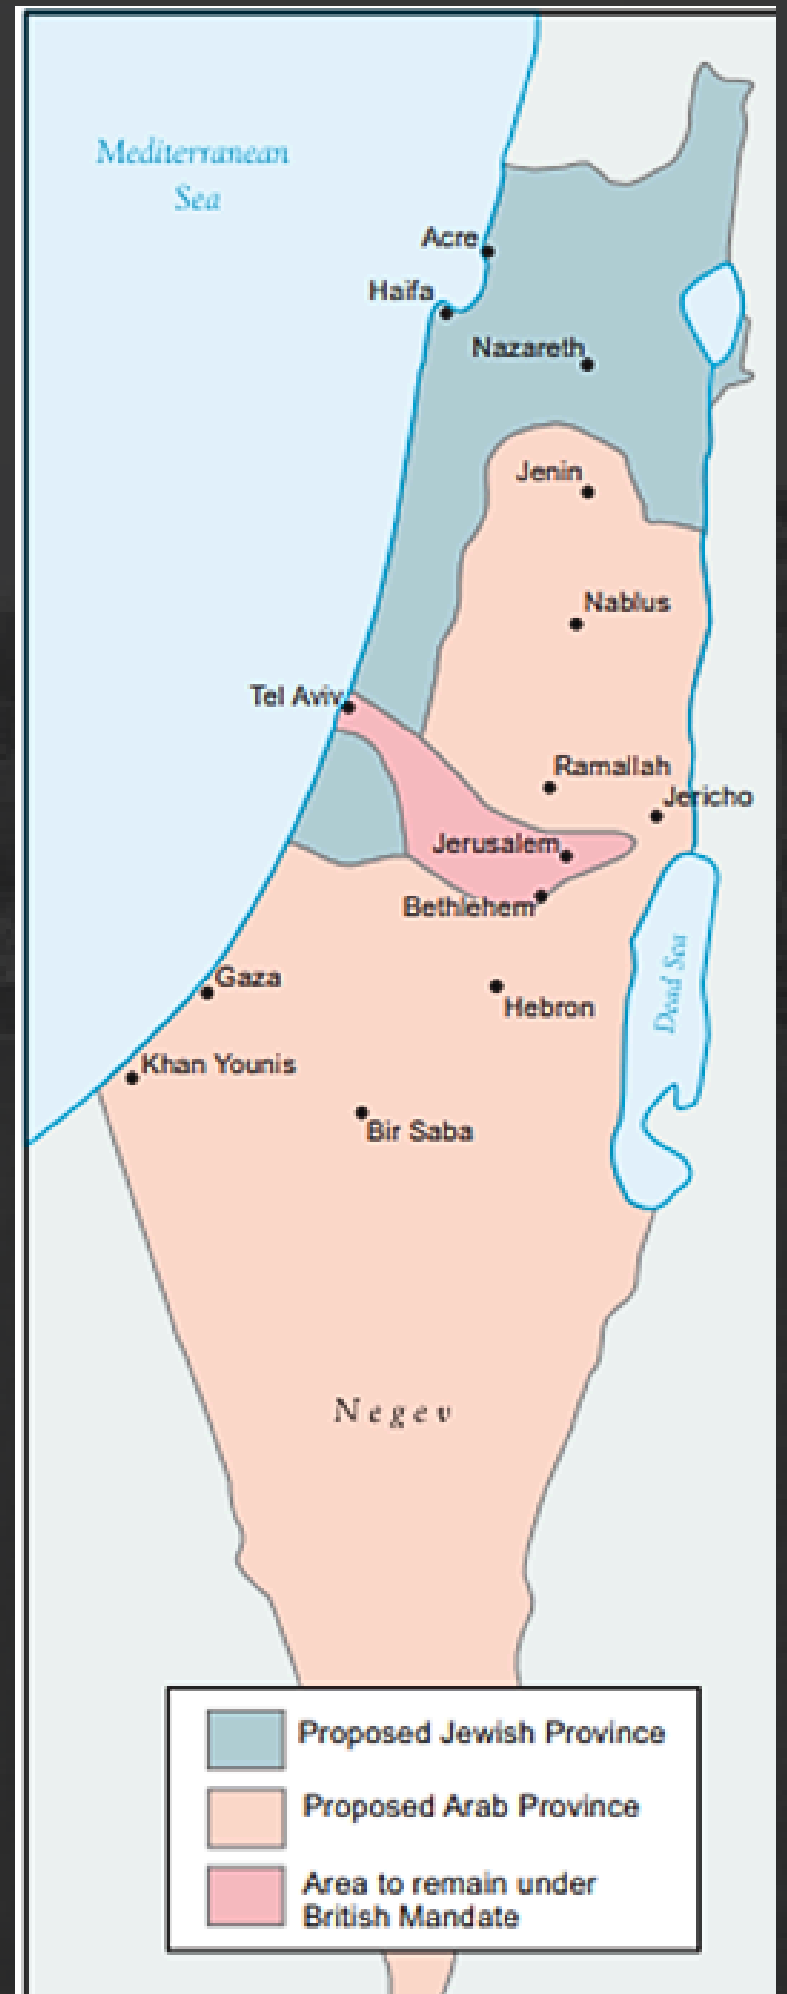 Mediterranean
Sea
Acre
Haifa
Nazareth
Jenin
Nablus
Tel Aviv
Ramallah
Jericho
Jerusalem
Bethlehem
Dead Sea
Gaza
Hebron
Khan Younis
Bir Saba
Negev
Proposed Jewish Province
Proposed Arab Province
Area to remain under
British Mandate